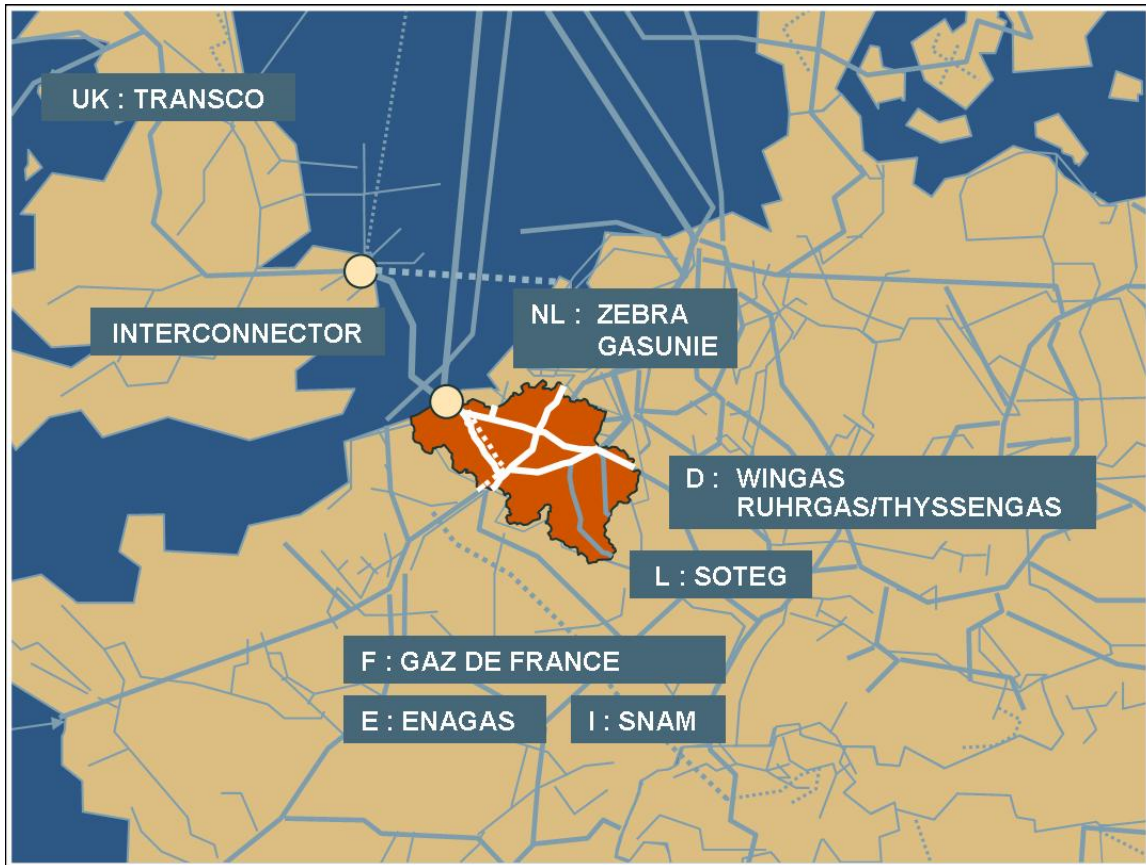 UK : TRANSCO
INTERCONNECTOR
NL : ZEBRA
GASUNIE
D : WINGAS
RUHRGAS/THYSSENGAS
L : SOTEG
F : GAZ DE FRANCE
E : ENAGAS
I : SNAM